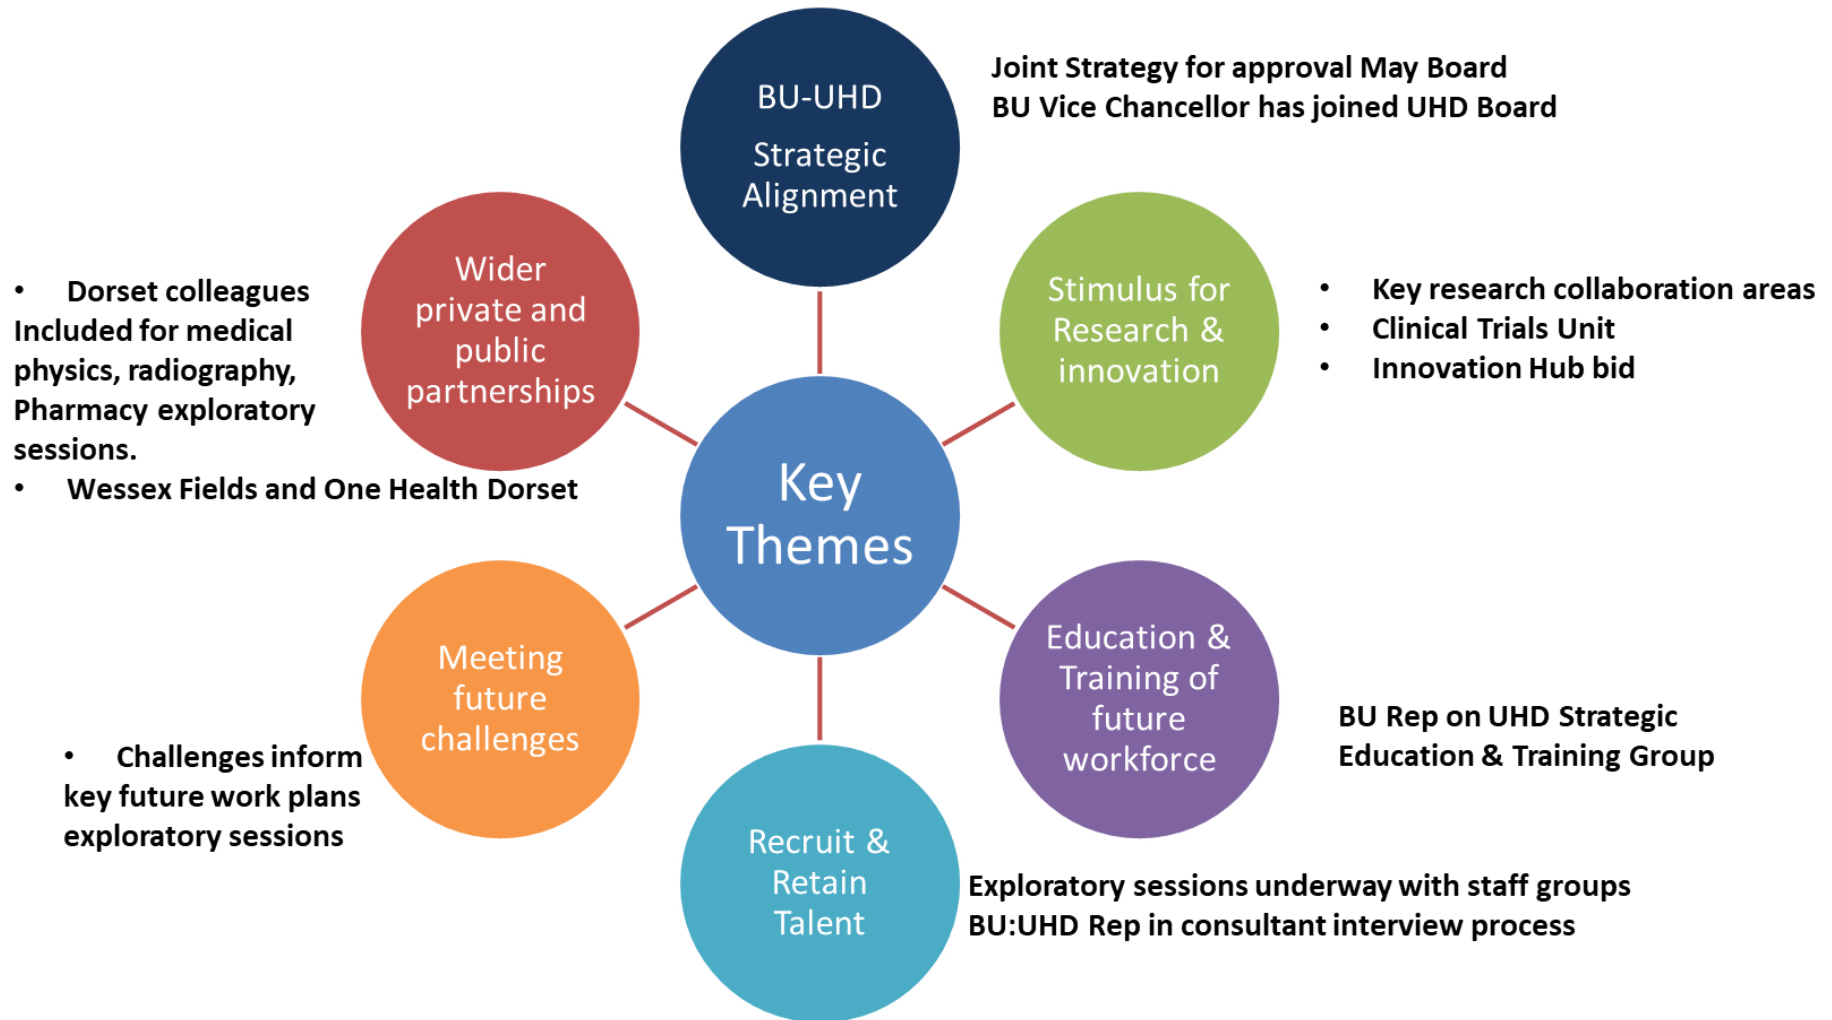 BU-UHD
Strategic
Alignment
Joint Strategy for approval May Board
BU Vice Chancellor has joined UHD Board
Stimulus for
Research &
innovation
• Key research collaboration areas
• Clinical Trials Unit
• Innovation Hub bid
Education &
Training of
future
workforce
BU Rep on UHD Strategic
Education & Training Group
Recruit &
Retain
Talent
Exploratory sessions underway with staff groups
BU:UHD Rep in consultant interview process
Meeting
future
challenges
• Challenges inform
key future work plans
exploratory sessions
Wider
private and
public
partnerships
• Dorset colleagues
Included for medical
physics, radiography,
Pharmacy exploratory
sessions.
• Wessex Fields and One Health Dorset
Key
Themes